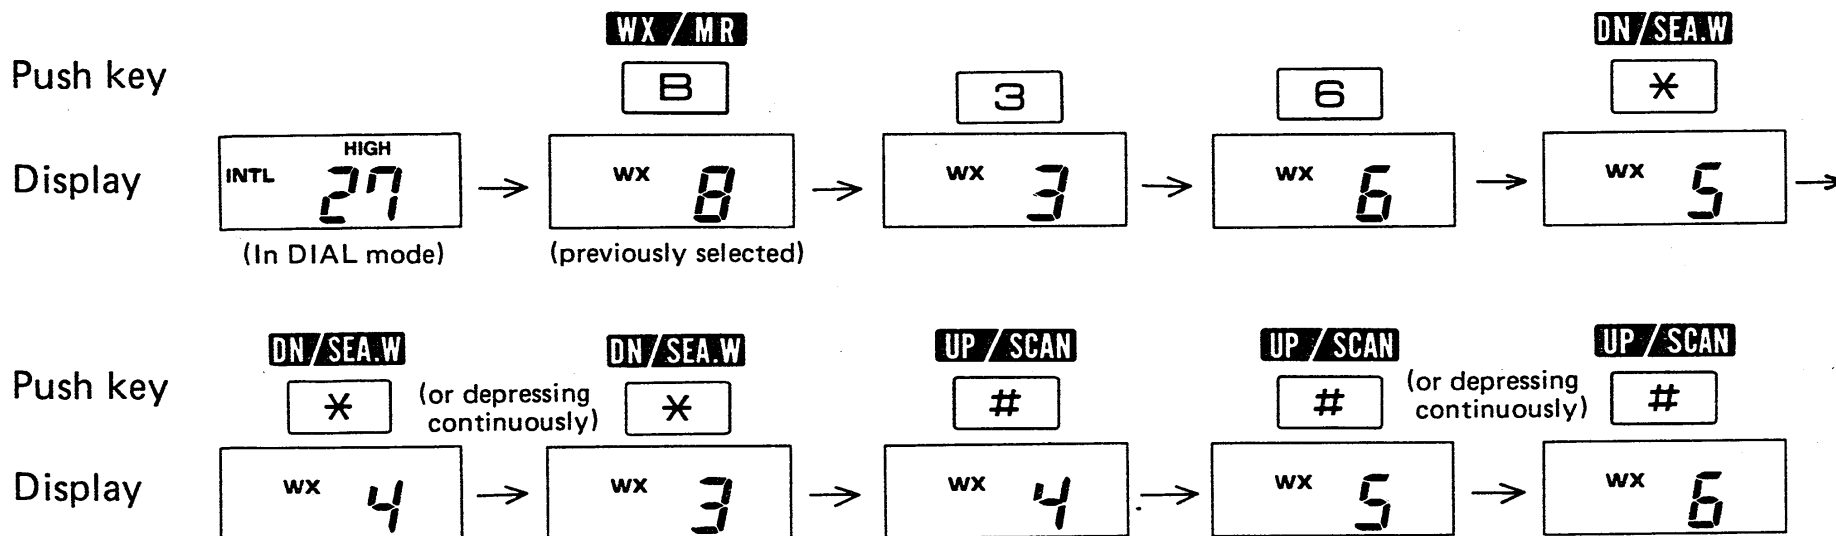 WX / MR DN/SEA.W
Push key B 3 6 *
Display INTL HIGH 27 → WX 8 → WX 3 → WX 6 → WX 5 →
(In DIAL mode) (previously selected)
DN/SEA.W DN/SEA.W UP / SCAN UP / SCAN UP / SCAN
Push key * (or depressing continuously) * # # (or depressing continuously) #
Display WX 4 → WX 3 → WX 4 → WX 5 → WX 6